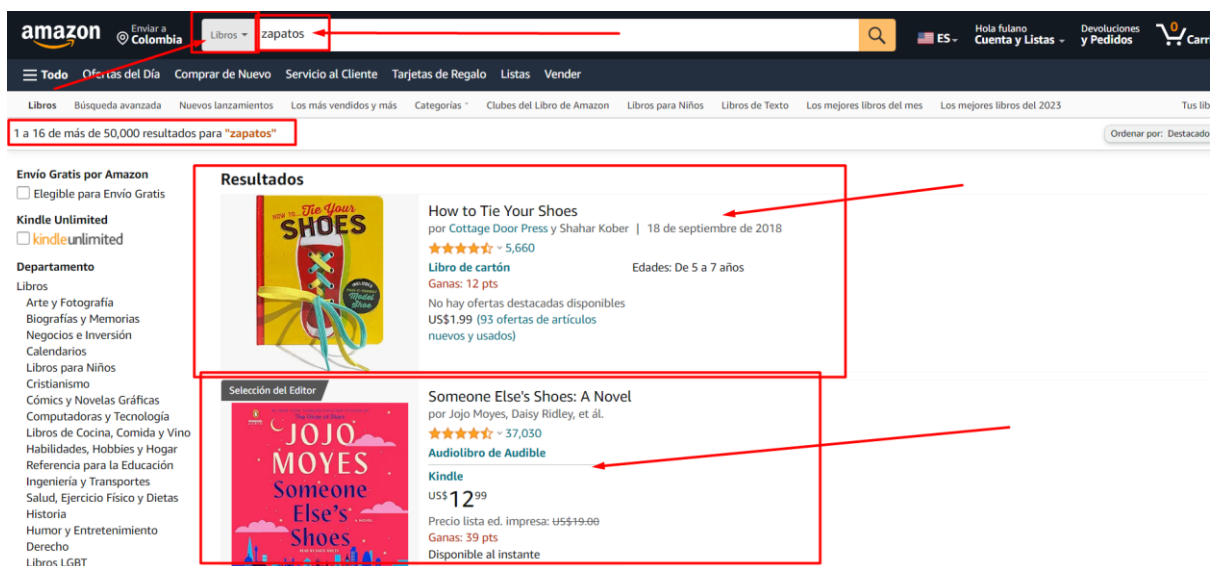 amazon
Enviar a
Colombia
Libros
zapatos
ES
Hola fulano
Cuenta y Listas
Devoluciones
y Pedidos
0
Carr
Todo Ofertas del Día Comprar de Nuevo Servicio al Cliente Tarjetas de Regalo Listas Vender
Libros Búsqueda avanzada Nuevos lanzamientos Los más vendidos y más Categorías Clubes del Libro de Amazon Libros para Niños Libros de Texto Los mejores libros del mes Los mejores libros del 2023 Tus lib
1 a 16 de más de 50,000 resultados para "zapatos"
Ordenar por: Destacado
Envío Gratis por Amazon
Elegible para Envío Gratis
Kindle Unlimited
kindleunlimited
Departamento
Libros
Arte y Fotografía
Biografías y Memorias
Negocios e Inversión
Calendarios
Libros para Niños
Cristianismo
Cómics y Novelas Gráficas
Computadoras y Tecnología
Libros de Cocina, Comida y Vino
Habilidades, Hobbies y Hogar
Referencia para la Educación
Ingeniería y Transportes
Salud, Ejercicio Físico y Dietas
Historia
Humor y Entretenimiento
Derecho
Libros LGBT
Resultados
HOW TO... Tie Your
SHOES
INCLUDES
Model
Shoe
How to Tie Your Shoes
por Cottage Door Press y Shahar Kober | 18 de septiembre de 2018
5,660
Libro de cartón
Edades: De 5 a 7 años
Ganas: 12 pts
No hay ofertas destacadas disponibles
US$1.99 (93 ofertas de artículos
nuevos y usados)
Selección del Editor
JOJO
MOYES
Someone
Else's
A NOVEL
Shoes
Someone Else's Shoes: A Novel
por Jojo Moyes, Daisy Ridley, et ál.
37,030
Audiolibro de Audible
Kindle
US$12.99
Precio lista ed. impresa: US$19.00
Ganas: 39 pts
Disponible al instante